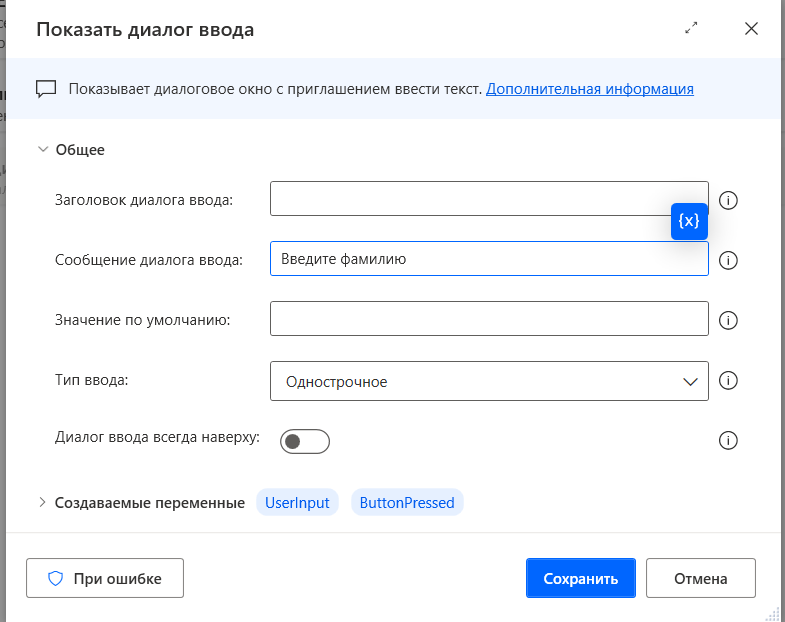 Показать диалог ввода
Показывает диалоговое окно с приглашением ввести текст. Дополнительная информация
Общее
Заголовок диалога ввода:
{x}
Сообщение диалога ввода: Введите фамилию
Значение по умолчанию:
Тип ввода: Однострочное
Диалог ввода всегда наверху:
Создаваемые переменные UserInput ButtonPressed
При ошибке Сохранить Отмена